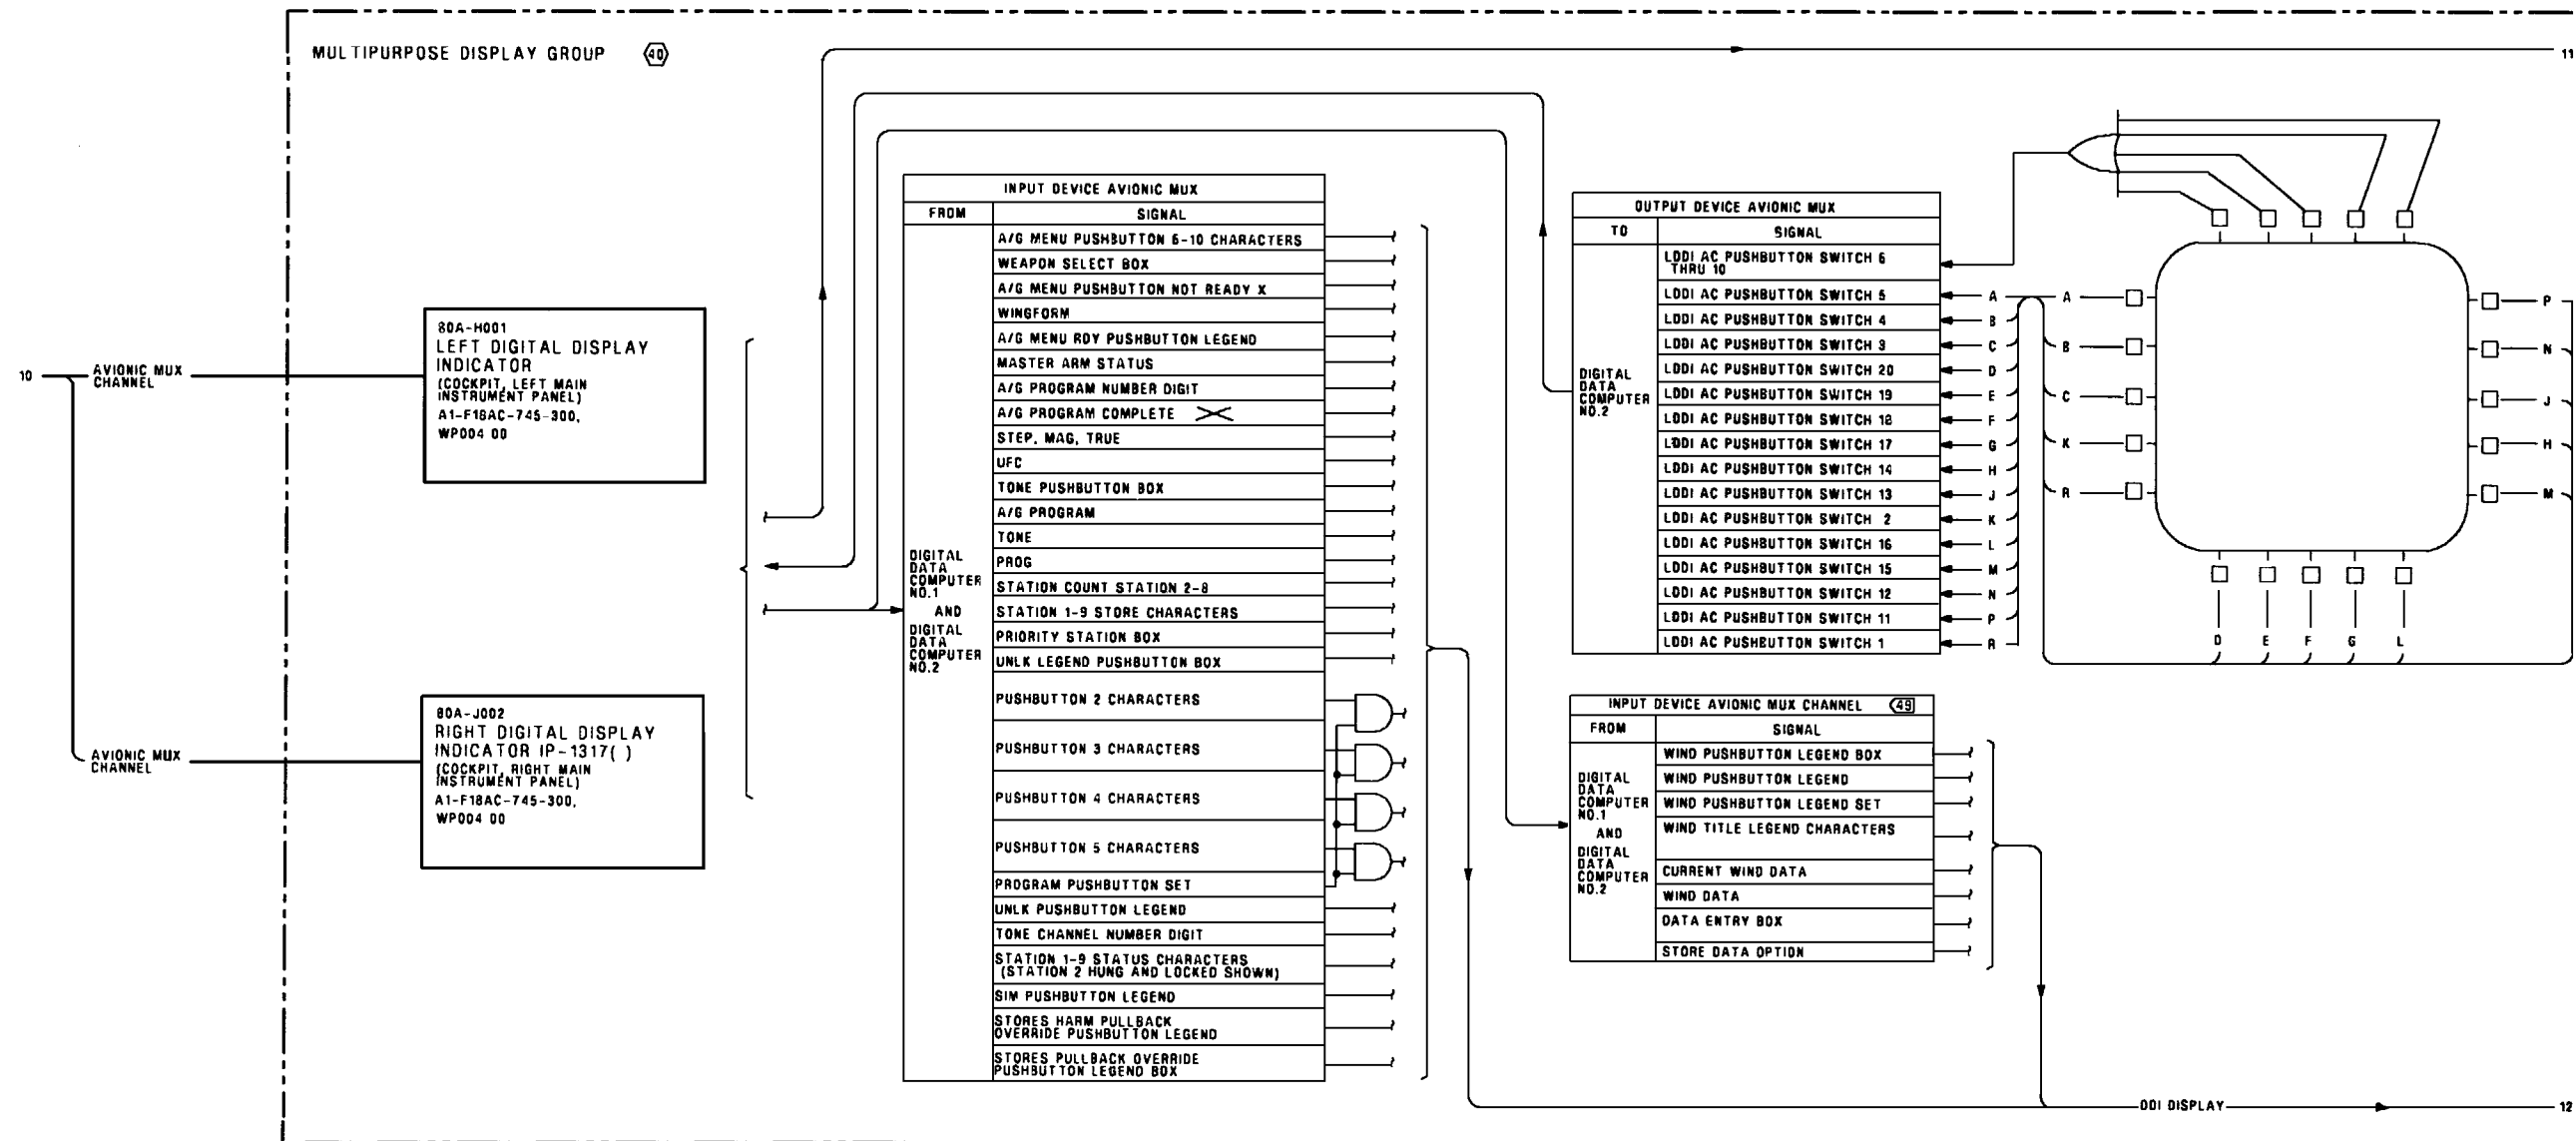 MULTIPURPOSE DISPLAY GROUP 40
11
10
AVIONIC MUX
CHANNEL
80A-H001
LEFT DIGITAL DISPLAY
INDICATOR
(COCKPIT, LEFT MAIN
INSTRUMENT PANEL)
A1-F18AC-745-300,
WP004 00
AVIONIC MUX
CHANNEL
80A-J002
RIGHT DIGITAL DISPLAY
INDICATOR IP-1317( )
(COCKPIT, RIGHT MAIN
INSTRUMENT PANEL)
A1-F18AC-745-300,
WP004 00
INPUT DEVICE AVIONIC MUX
FROM
SIGNAL
DIGITAL
DATA
COMPUTER
NO.1
AND
DIGITAL
DATA
COMPUTER
NO.2
A/G MENU PUSHBUTTON 6-10 CHARACTERS
WEAPON SELECT BOX
A/G MENU PUSHBUTTON NOT READY X
WINGFORM
A/G MENU RDY PUSHBUTTON LEGEND
MASTER ARM STATUS
A/G PROGRAM NUMBER DIGIT
A/G PROGRAM COMPLETE
STEP, MAG, TRUE
UFC
TONE PUSHBUTTON BOX
A/G PROGRAM
TONE
PROG
STATION COUNT STATION 2-8
STATION 1-9 STORE CHARACTERS
PRIORITY STATION BOX
UNLK LEGEND PUSHBUTTON BOX
PUSHBUTTON 2 CHARACTERS
PUSHBUTTON 3 CHARACTERS
PUSHBUTTON 4 CHARACTERS
PUSHBUTTON 5 CHARACTERS
PROGRAM PUSHBUTTON SET
UNLK PUSHBUTTON LEGEND
TONE CHANNEL NUMBER DIGIT
STATION 1-9 STATUS CHARACTERS
(STATION 2 HUNG AND LOCKED SHOWN)
SIM PUSHBUTTON LEGEND
STORES HARM PULLBACK
OVERRIDE PUSHBUTTON LEGEND
STORES PULLBACK OVERRIDE
PUSHBUTTON LEGEND BOX
OUTPUT DEVICE AVIONIC MUX
TO
SIGNAL
DIGITAL
DATA
COMPUTER
NO.2
LDDI AC PUSHBUTTON SWITCH 6
THRU 10
LDDI AC PUSHBUTTON SWITCH 5 A
LDDI AC PUSHBUTTON SWITCH 4 B
LDDI AC PUSHBUTTON SWITCH 3 C
LDDI AC PUSHBUTTON SWITCH 20 D
LDDI AC PUSHBUTTON SWITCH 19 E
LDDI AC PUSHBUTTON SWITCH 18 F
LDDI AC PUSHBUTTON SWITCH 17 G
LDDI AC PUSHBUTTON SWITCH 14 H
LDDI AC PUSHBUTTON SWITCH 13 J
LDDI AC PUSHBUTTON SWITCH 2 K
LDDI AC PUSHBUTTON SWITCH 16 L
LDDI AC PUSHBUTTON SWITCH 15 M
LDDI AC PUSHBUTTON SWITCH 12 N
LDDI AC PUSHBUTTON SWITCH 11 P
LDDI AC PUSHBUTTON SWITCH 1 R
A
B
C
K
R
P
N
J
H
M
D E F G L
INPUT DEVICE AVIONIC MUX CHANNEL 49
FROM
SIGNAL
DIGITAL
DATA
COMPUTER
NO.1
AND
DIGITAL
DATA
COMPUTER
NO.2
WIND PUSHBUTTON LEGEND BOX
WIND PUSHBUTTON LEGEND
WIND PUSHBUTTON LEGEND SET
WIND TITLE LEGEND CHARACTERS
CURRENT WIND DATA
WIND DATA
DATA ENTRY BOX
STORE DATA OPTION
DDI DISPLAY
12